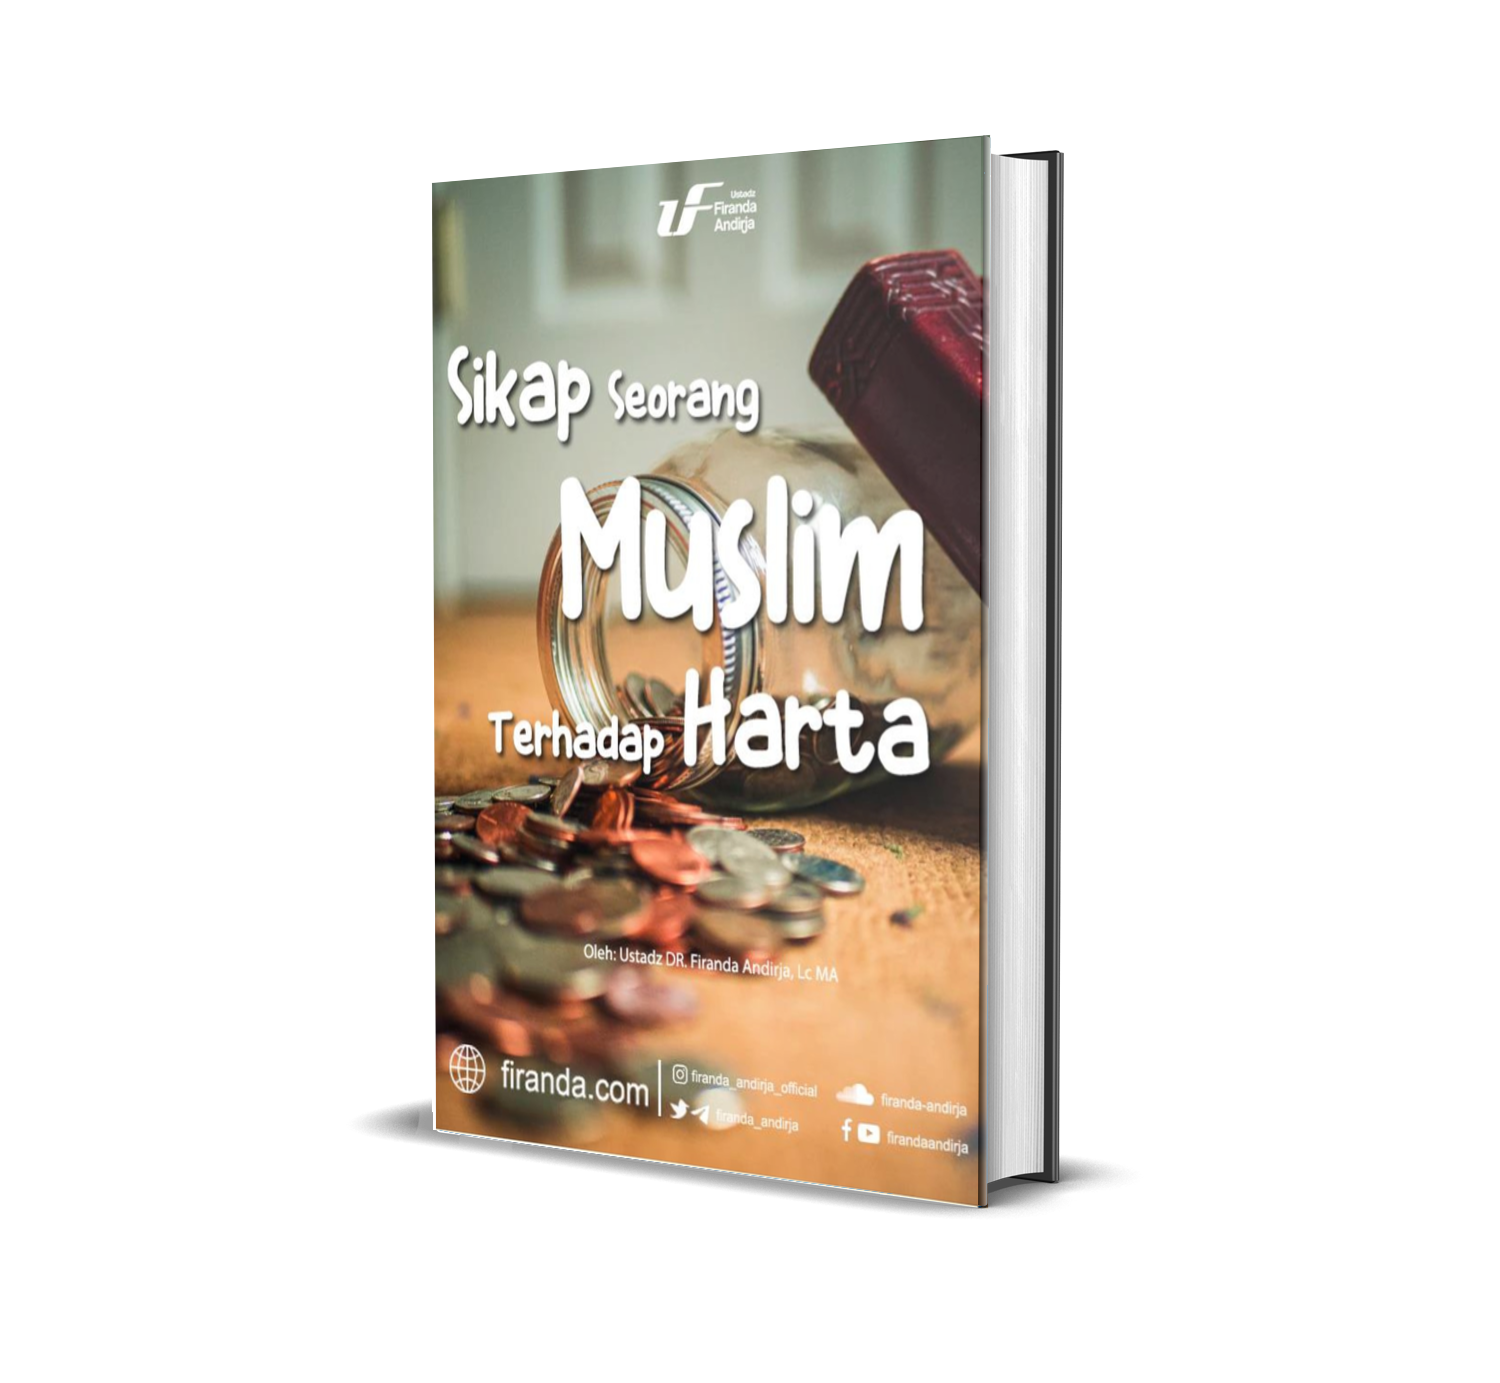 Ustadz
Firanda
Andirja
Sikap Seorang
Muslim
Terhadap Harta
Oleh: Ustadz DR. Firanda Andirja, Lc MA
firanda.com
firanda_andirja_official
firanda_andirja
firanda-andirja
firandaandirja